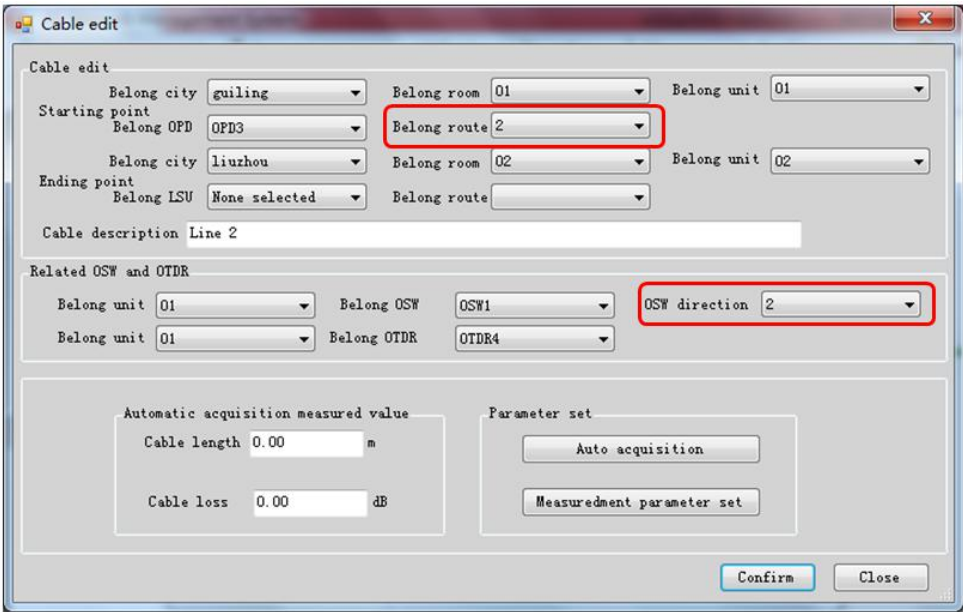 Cable edit
Cable edit
Belong city guiling Belong room 01 Belong unit 01
Starting point
Belong OPD OPD3 Belong route 2
Belong city liuzhou Belong room 02 Belong unit 02
Ending point
Belong LSU None selected Belong route
Cable description Line 2
Related OSW and OTDR
Belong unit 01 Belong OSW OSW1 OSW direction 2
Belong unit 01 Belong OTDR OTDR4
Automatic acquisition measured value Parameter set
Cable length 0.00 m Auto acquisition
Cable loss 0.00 dB Measuredment parameter set
Confirm Close